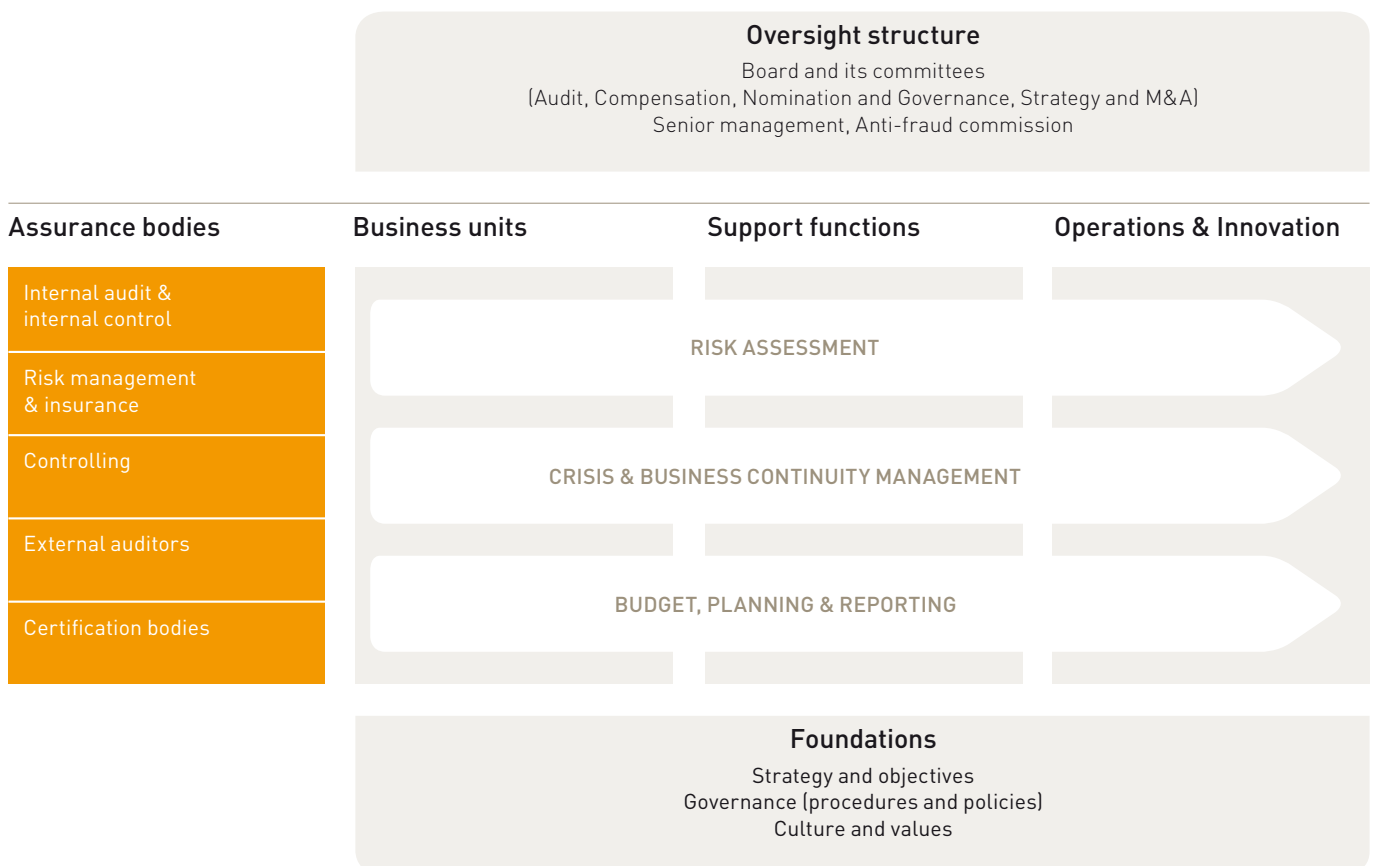 Oversight structure
Board and its committees
(Audit, Compensation, Nomination and Governance, Strategy and M&A)
Senior management, Anti-fraud commission
Assurance bodies
Business units
Support functions
Operations & Innovation
Internal audit &
internal control
Risk management
& insurance
Controlling
External auditors
Certification bodies
RISK ASSESSMENT
CRISIS & BUSINESS CONTINUITY MANAGEMENT
BUDGET, PLANNING & REPORTING
Foundations
Strategy and objectives
Governance (procedures and policies)
Culture and values